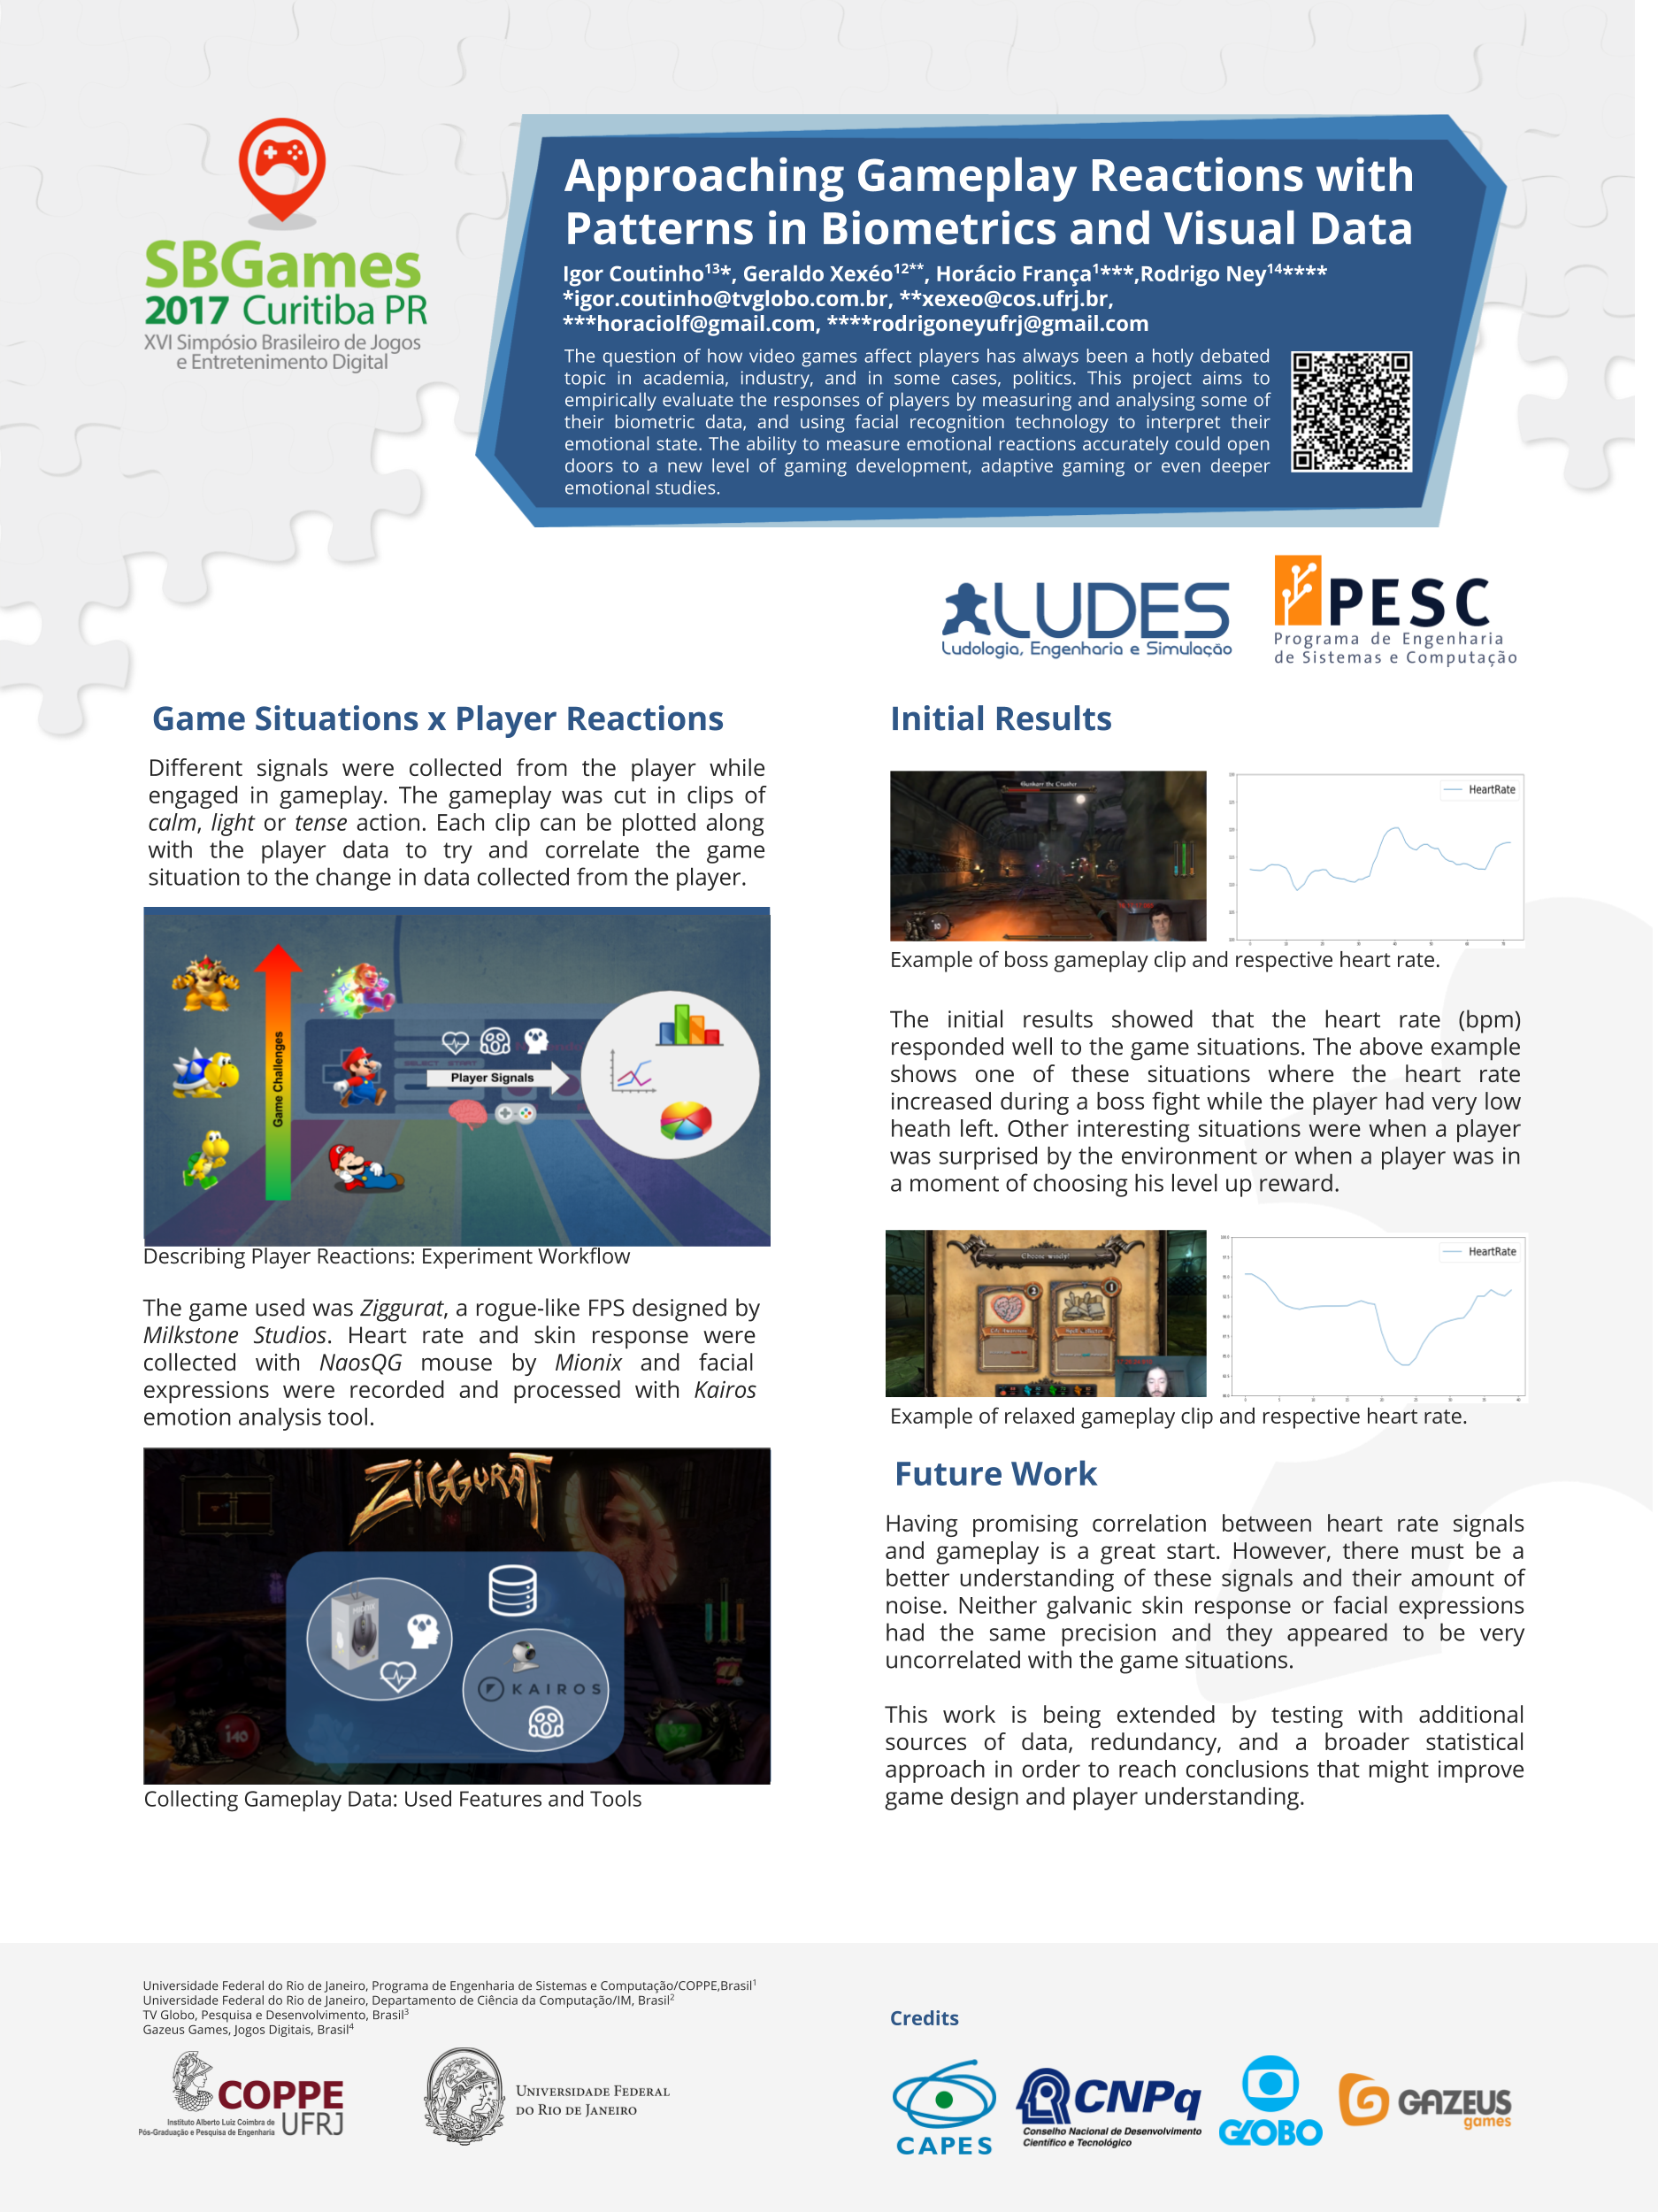 SBGames
2017 Curitiba PR
XVI Simpósio Brasileiro de Jogos
e Entretenimento Digital
Approaching Gameplay Reactions with
Patterns in Biometrics and Visual Data
Igor Coutinho13*, Geraldo Xexéo12**, Horácio França1***,Rodrigo Ney14****
*igor.coutinho@tvglobo.com.br, **xexeo@cos.ufrj.br,
***horaciolf@gmail.com, ****rodrigoneyufrj@gmail.com
The question of how video games affect players has always been a hotly debated
topic in academia, industry, and in some cases, politics. This project aims to
empirically evaluate the responses of players by measuring and analysing some of
their biometric data, and using facial recognition technology to interpret their
emotional state. The ability to measure emotional reactions accurately could open
doors to a new level of gaming development, adaptive gaming or even deeper
emotional studies.
LUDES
Ludologia, Engenharia e Simulação
PESC
Programa de Engenharia
de Sistemas e Computação
Game Situations x Player Reactions
Different signals were collected from the player while
engaged in gameplay. The gameplay was cut in clips of
calm, light or tense action. Each clip can be plotted along
with the player data to try and correlate the game
situation to the change in data collected from the player.
Game Challenges
SELECT START
Player Signals
Describing Player Reactions: Experiment Workflow
The game used was Ziggurat, a rogue-like FPS designed by
Milkstone Studios. Heart rate and skin response were
collected with NaosQG mouse by Mionix and facial
expressions were recorded and processed with Kairos
emotion analysis tool.
ZIGGURAT
KAIROS
140
92
Collecting Gameplay Data: Used Features and Tools
Initial Results
HeartRate
Example of boss gameplay clip and respective heart rate.
The initial results showed that the heart rate (bpm)
responded well to the game situations. The above example
shows one of these situations where the heart rate
increased during a boss fight while the player had very low
heath left. Other interesting situations were when a player
was surprised by the environment or when a player was in
a moment of choosing his level up reward.
Choose wisely!
HeartRate
Example of relaxed gameplay clip and respective heart rate.
Future Work
Having promising correlation between heart rate signals
and gameplay is a great start. However, there must be a
better understanding of these signals and their amount of
noise. Neither galvanic skin response or facial expressions
had the same precision and they appeared to be very
uncorrelated with the game situations.
This work is being extended by testing with additional
sources of data, redundancy, and a broader statistical
approach in order to reach conclusions that might improve
game design and player understanding.
Universidade Federal do Rio de Janeiro, Programa de Engenharia de Sistemas e Computação/COPPE,Brasil1
Universidade Federal do Rio de Janeiro, Departamento de Ciência da Computação/IM, Brasil2
TV Globo, Pesquisa e Desenvolvimento, Brasil3
Gazeus Games, Jogos Digitais, Brasil4
COPPE
UFRJ
Instituto Alberto Luiz Coimbra de
Pós-Graduação e Pesquisa de Engenharia
UNIVERSIDADE FEDERAL
DO RIO DE JANEIRO
Credits
CAPES
CNPq
Conselho Nacional de Desenvolvimento
Científico e Tecnológico
GLOBO
GAZEUS
games